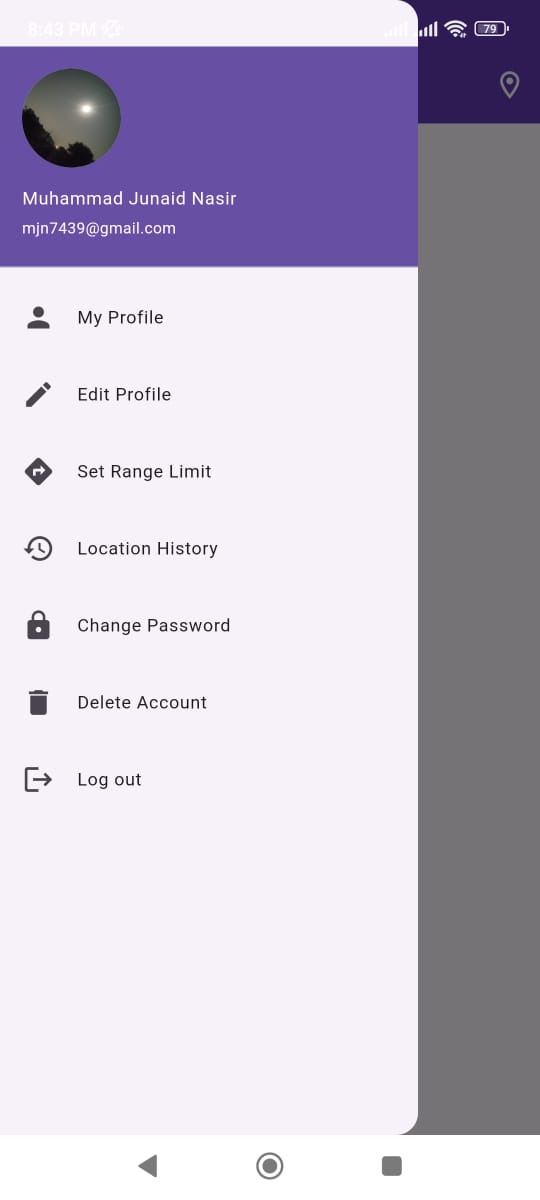 8:43 PM
79
Muhammad Junaid Nasir
mjn7439@gmail.com
My Profile
Edit Profile
Set Range Limit
Location History
Change Password
Delete Account
Log out